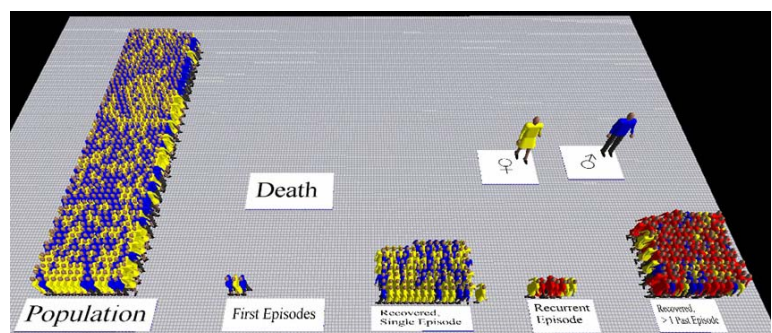 ♀
♂
Death
Population
First Episodes
Recovered,
Single Episode
Recurrent
Episode
Recovered,
> 1 Past Episode